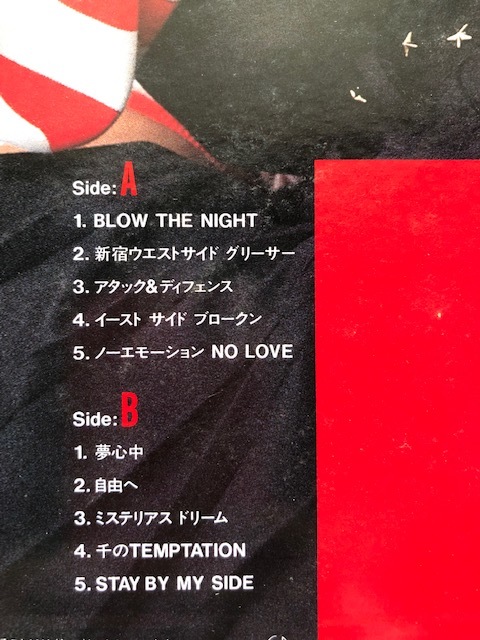 Side: A
1. BLOW THE NIGHT
2. 新宿ウエストサイド グリーサー
3. アタック&ディフェンス
4. イースト サイド ブロークン
5. ノーエモーション NO LOVE
Side: B
1. 夢心中
2. 自由へ
3. ミステリアス ドリーム
4. 千のTEMPTATION
5. STAY BY MY SIDE